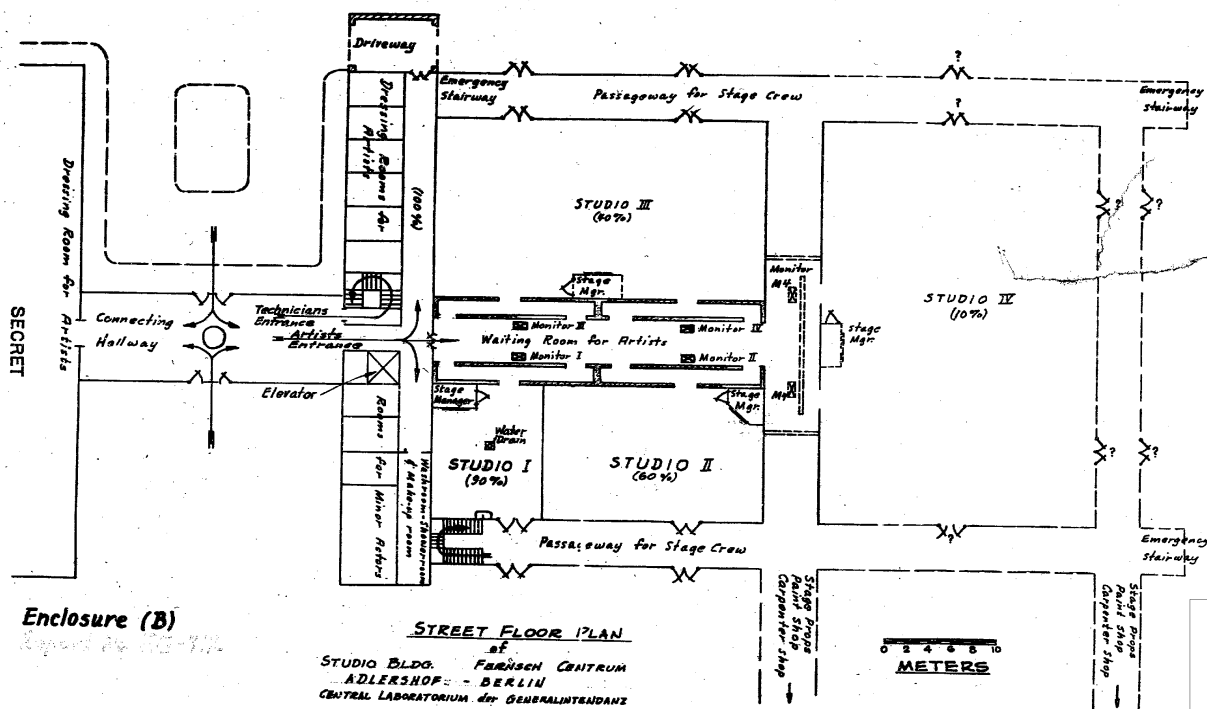 Driveway
Emergency
Stairway
Passageway for Stage Crew
?
?
Emergency
Stairway
Dressing Rooms for
Artists
(100%)
STUDIO III
(40%)
?
?
Dressing Room for Artists
SECRET
Connecting
Hallway
Technicians
Entrance
Artists
Entrance
Elevator
Stage
Mgr.
Monitor III
Monitor IV
Waiting Room for Artists
Monitor I
Monitor II
Monitor
M4
M4
STUDIO IV
(10%)
Stage
Mgr.
Stage
Manager
Stage
Mgr.
Water
Drain
STUDIO I
(90%)
STUDIO II
(60%)
Rooms for Minor Actors
Washroom-Showerroom
& Make-up room
?
?
Passageway for Stage Crew
?
Emergency
Stairway
Stage Props
Paint Shop
Carpenter Shop
Stage Props
Paint Shop
Carpenter Shop
Enclosure (B)
STREET FLOOR PLAN
of
STUDIO BLDG. FERNSCH CENTRUM
ADLERSHOF - BERLIN
CENTRAL LABORATORIUM der GENERALINTENDANZ
0 2 4 6 8 10
METERS